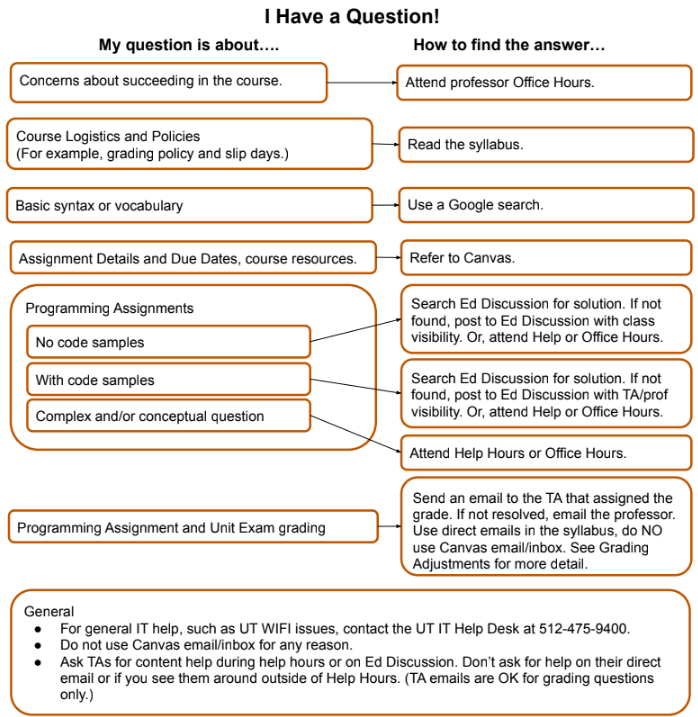 I Have a Question!
My question is about….
How to find the answer…
Concerns about succeeding in the course.
Attend professor Office Hours.
Course Logistics and Policies
(For example, grading policy and slip days.)
Read the syllabus.
Basic syntax or vocabulary
Use a Google search.
Assignment Details and Due Dates, course resources.
Refer to Canvas.
Programming Assignments
No code samples
Search Ed Discussion for solution. If not
found, post to Ed Discussion with class
visibility. Or, attend Help or Office Hours.
With code samples
Search Ed Discussion for solution. If not
found, post to Ed Discussion with TA/prof
visibility. Or, attend Help or Office Hours.
Complex and/or conceptual question
Attend Help Hours or Office Hours.
Programming Assignment and Unit Exam grading
Send an email to the TA that assigned the
grade. If not resolved, email the professor.
Use direct emails in the syllabus, do NO
use Canvas email/inbox. See Grading
Adjustments for more detail.
General
● For general IT help, such as UT WIFI issues, contact the UT IT Help Desk at 512-475-9400.
● Do not use Canvas email/inbox for any reason.
● Ask TAs for content help during help hours or on Ed Discussion. Don’t ask for help on their direct
email or if you see them around outside of Help Hours. (TA emails are OK for grading questions
only.)